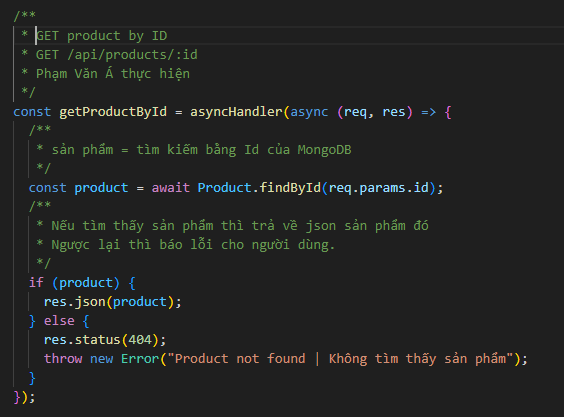 /**
 * GET product by ID
 * GET /api/products/:id
 * Phạm Văn Á thực hiện
 */
const getProductById = asyncHandler(async (req, res) => {
  /**
   * sản phẩm = tìm kiếm bằng Id của MongoDB
   */
  const product = await Product.findById(req.params.id);
  /**
   * Nếu tìm thấy sản phẩm thì trả về json sản phẩm đó
   * Ngược lại thì báo lỗi cho người dùng.
   */
  if (product) {
    res.json(product);
  } else {
    res.status(404);
    throw new Error("Product not found | Không tìm thấy sản phẩm");
  }
});